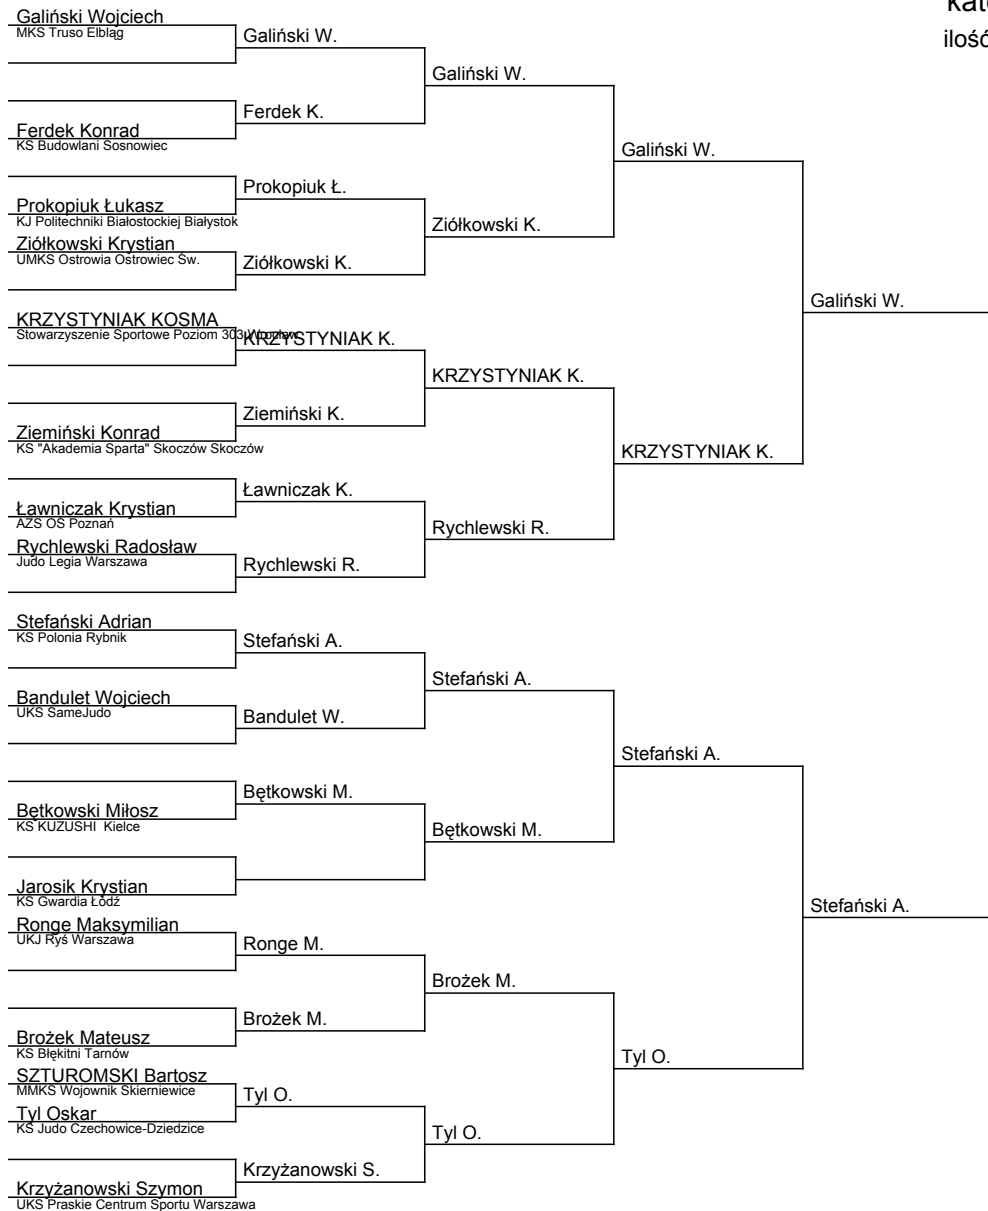 Galiński Wojciech
MKS Truso Elbląg
Ferdek Konrad
KS Budowlani Sosnowiec
Prokopiuk Łukasz
KJ Politechniki Białostockiej Białystok
Ziółkowski Krystian
UMKS Ostrowia Ostrowiec Św.
KRZYSTYNIAK KOSMA
Stowarzyszenie Sportowe Poziom 303 Wrocław
Ziemiński Konrad
KS "Akademia Sparta" Skoczów Skoczów
Ławniczak Krystian
AZS OŚ Poznań
Rychlewski Radosław
Judo Legia Warszawa
Stefański Adrian
KS Polonia Rybnik
Bandulet Wojciech
UKS SameJudo
Bętkowski Miłosz
KS KUZUSHI Kielce
Jarosik Krystian
KS Gwardia Łódź
Ronge Maksymilian
UKJ Ryś Warszawa
Brożek Mateusz
KS Błękitni Tarnów
SZTUROMSKI Bartosz
MMKS Wojownik Skierniewice
Tyl Oskar
KS Judo Czechowice-Dziedzice
Krzyżanowski Szymon
UKS Praskie Centrum Sportu Warszawa
Galiński W.
Ferdek K.
Prokopiuk Ł.
Ziółkowski K.
KRZYSTYNIAK K.
Ziemiński K.
Ławniczak K.
Rychlewski R.
Stefański A.
Bandulet W.
Bętkowski M.
Ronge M.
Brożek M.
Tyl O.
Krzyżanowski S.
Galiński W.
Ziółkowski K.
KRZYSTYNIAK K.
Rychlewski R.
Stefański A.
Bętkowski M.
Brożek M.
Tyl O.
Galiński W.
KRZYSTYNIAK K.
Stefański A.
Tyl O.
Galiński W.
Stefański A.
ilość